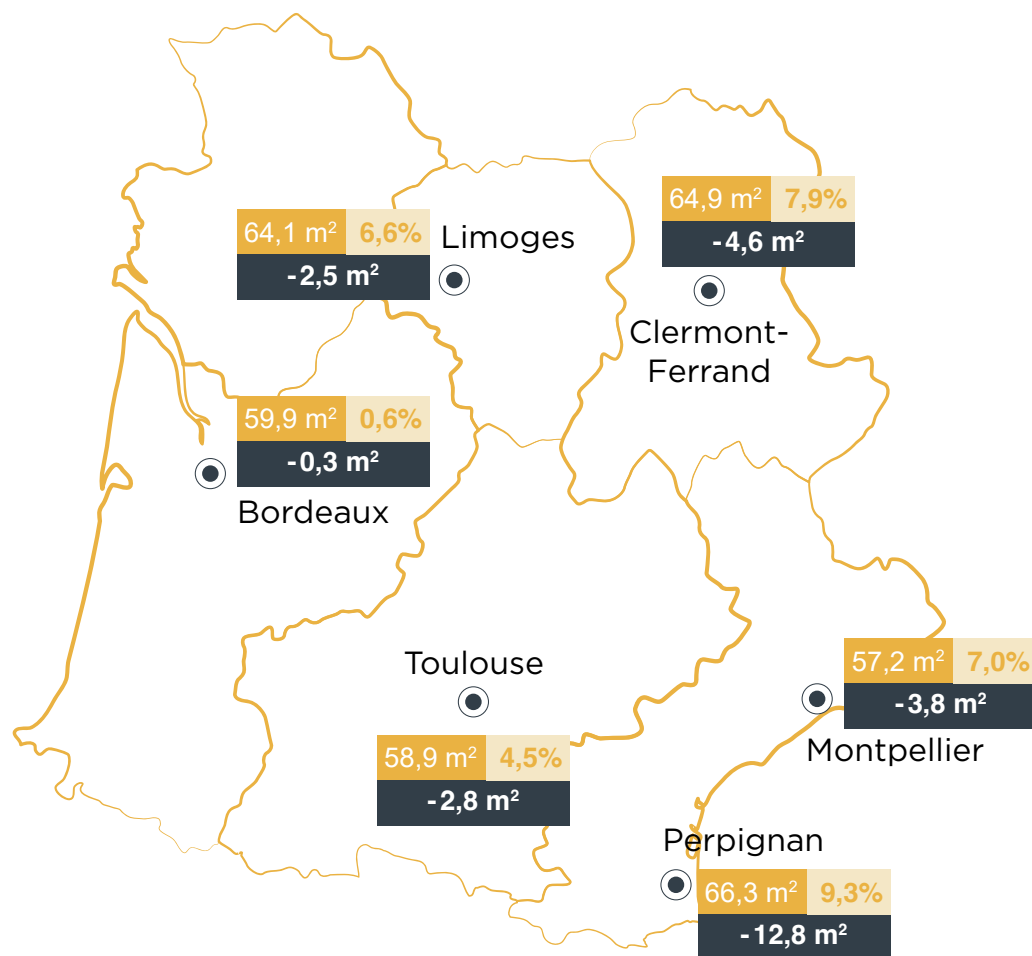 64,9 m² 7,9%
-4,6 m²
Clermont-
Ferrand
64,1 m² 6,6%
-2,5 m²
Limoges
59,9 m² 0,6%
-0,3 m²
Bordeaux
57,2 m² 7,0%
-3,8 m²
Montpellier
Toulouse
58,9 m² 4,5%
-2,8 m²
Perpignan
66,3 m² 9,3%
-12,8 m²